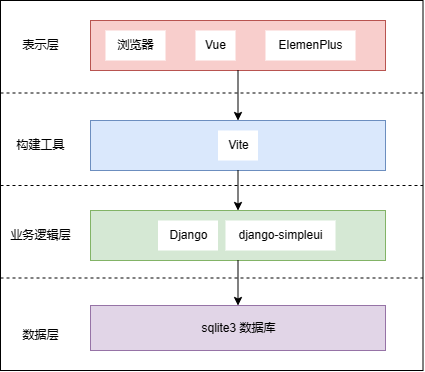 表示层
浏览器
Vue
ElemenPlus
构建工具
Vite
业务逻辑层
Django
django-simpleui
数据层
sqlite3 数据库